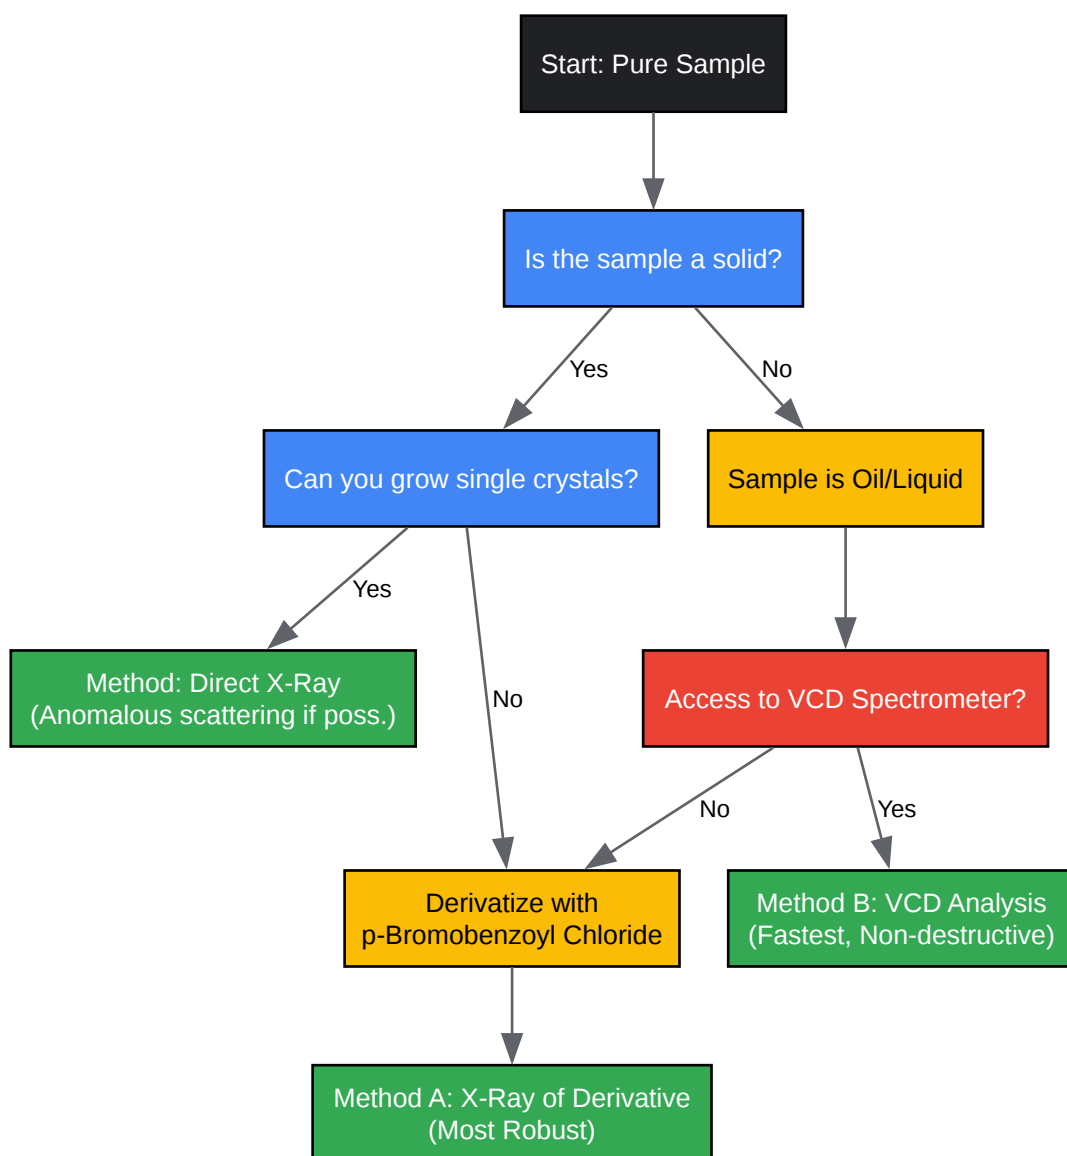 Start: Pure Sample
Is the sample a solid?
Yes
No
Can you grow single crystals?
Sample is Oil/Liquid
Yes
No
Method: Direct X-Ray
(Anomalous scattering if poss.)
Access to VCD Spectrometer?
No
Yes
Derivatize with
p-Bromobenzoyl Chloride
Method B: VCD Analysis
(Fastest, Non-destructive)
Method A: X-Ray of Derivative
(Most Robust)